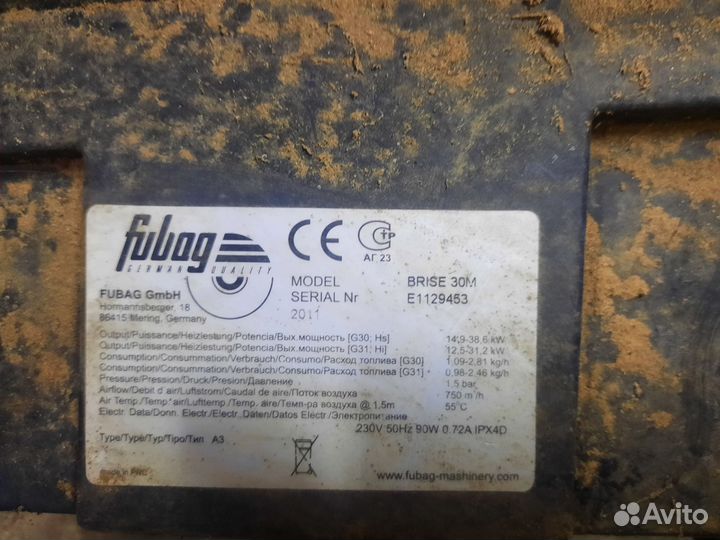 fubag
GERMAN QUALITY
CE
СТР
АГ 23
FUBAG GmbH
Hormannsberger, 18
86415 Mering, Germany
MODEL BRISE 30M
SERIAL Nr E1129453
2011
Output/Puissance/Heizleistung/Potencia/Вых.мощность [G30; Hs] 14,9-38,6 kW
Output/Puissance/Heizleistung/Potencia/Вых.мощность [G31; Hi] 12,5-31,2 kW
Consumption/Consummation/Verbrauch/Consumo/Расход топлива [G30] 1,09-2,81 kg/h
Consumption/Consummation/Verbrauch/Consumo/Расход топлива [G31] 0,98-2,46 kg/h
Pressure/Pression/Druck/Presion/Давление 1,5 bar
Airflow/Debit d'air/Luftstrom/Caudal de aire/Поток воздуха 750 m³/h
Air Temp./Temp.°air/Lufttemp./Temp. aire/Темп-ра воздуха @ 1,5m 55°C
Electr. Data/Donn. Electr./Electr. Daten/Datos Electr./Электропитание
230V 50Hz 90W 0.72A IPX4D
Type/Type/Typ/Tipo/Тип A3
made in PRC
www.fubag-mashinery.com
Avito